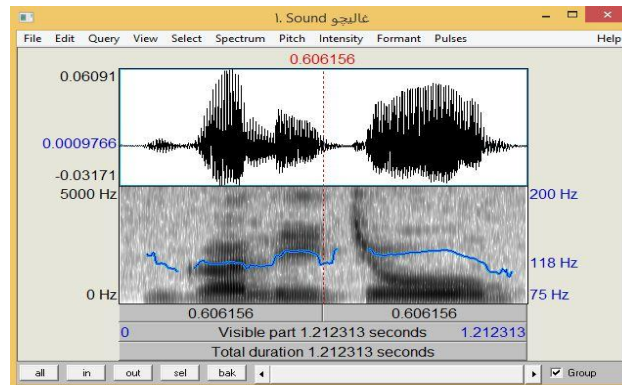 1. Sound غالیچو
File Edit Query View Select Spectrum Pitch Intensity Formant Pulses Help
0.606156
0.06091
0.0009766
-0.03171
5000 Hz 200 Hz
118 Hz
0 Hz 75 Hz
0.606156 0.606156
0 Visible part 1.212313 seconds 1.212313
Total duration 1.212313 seconds
all in out sel bak Group